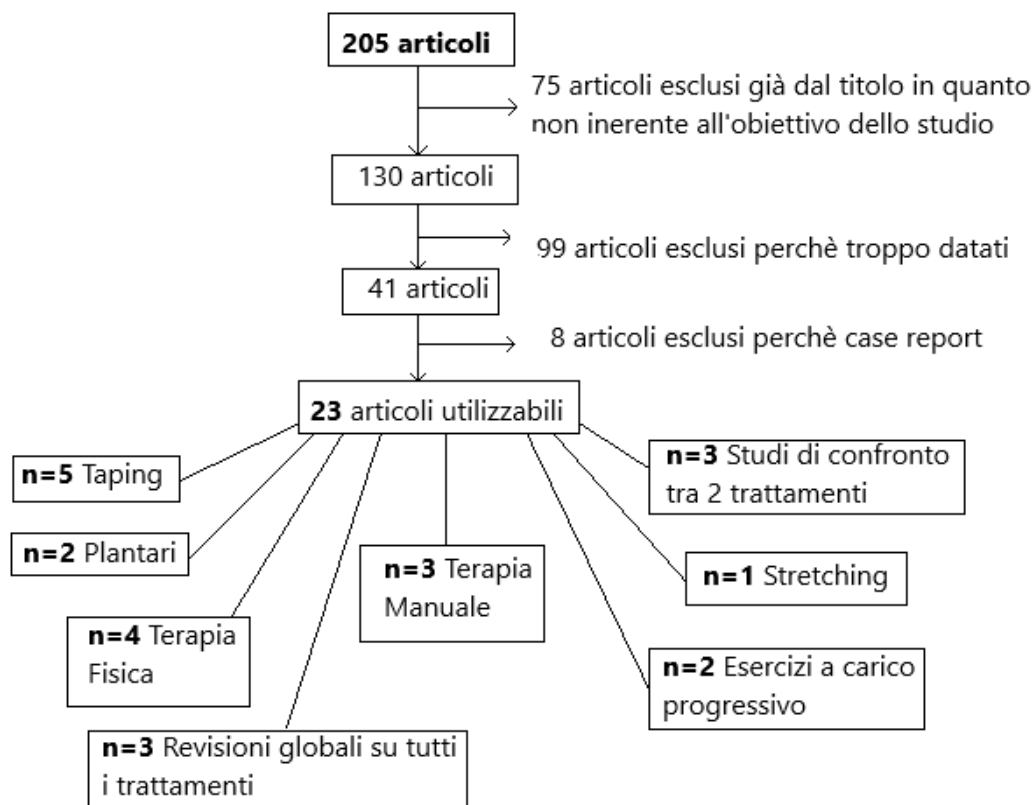 205 articoli
75 articoli esclusi già dal titolo in quanto
non inerente all'obiettivo dello studio
130 articoli
99 articoli esclusi perchè troppo datati
41 articoli
8 articoli esclusi perchè case report
23 articoli utilizzabili
n=5 Taping
n=3 Studi di confronto
tra 2 trattamenti
n=2 Plantari
n=3 Terapia
Manuale
n=1 Stretching
n=4 Terapia
Fisica
n=2 Esercizi a carico
progressivo
n=3 Revisioni globali su tutti
i trattamenti